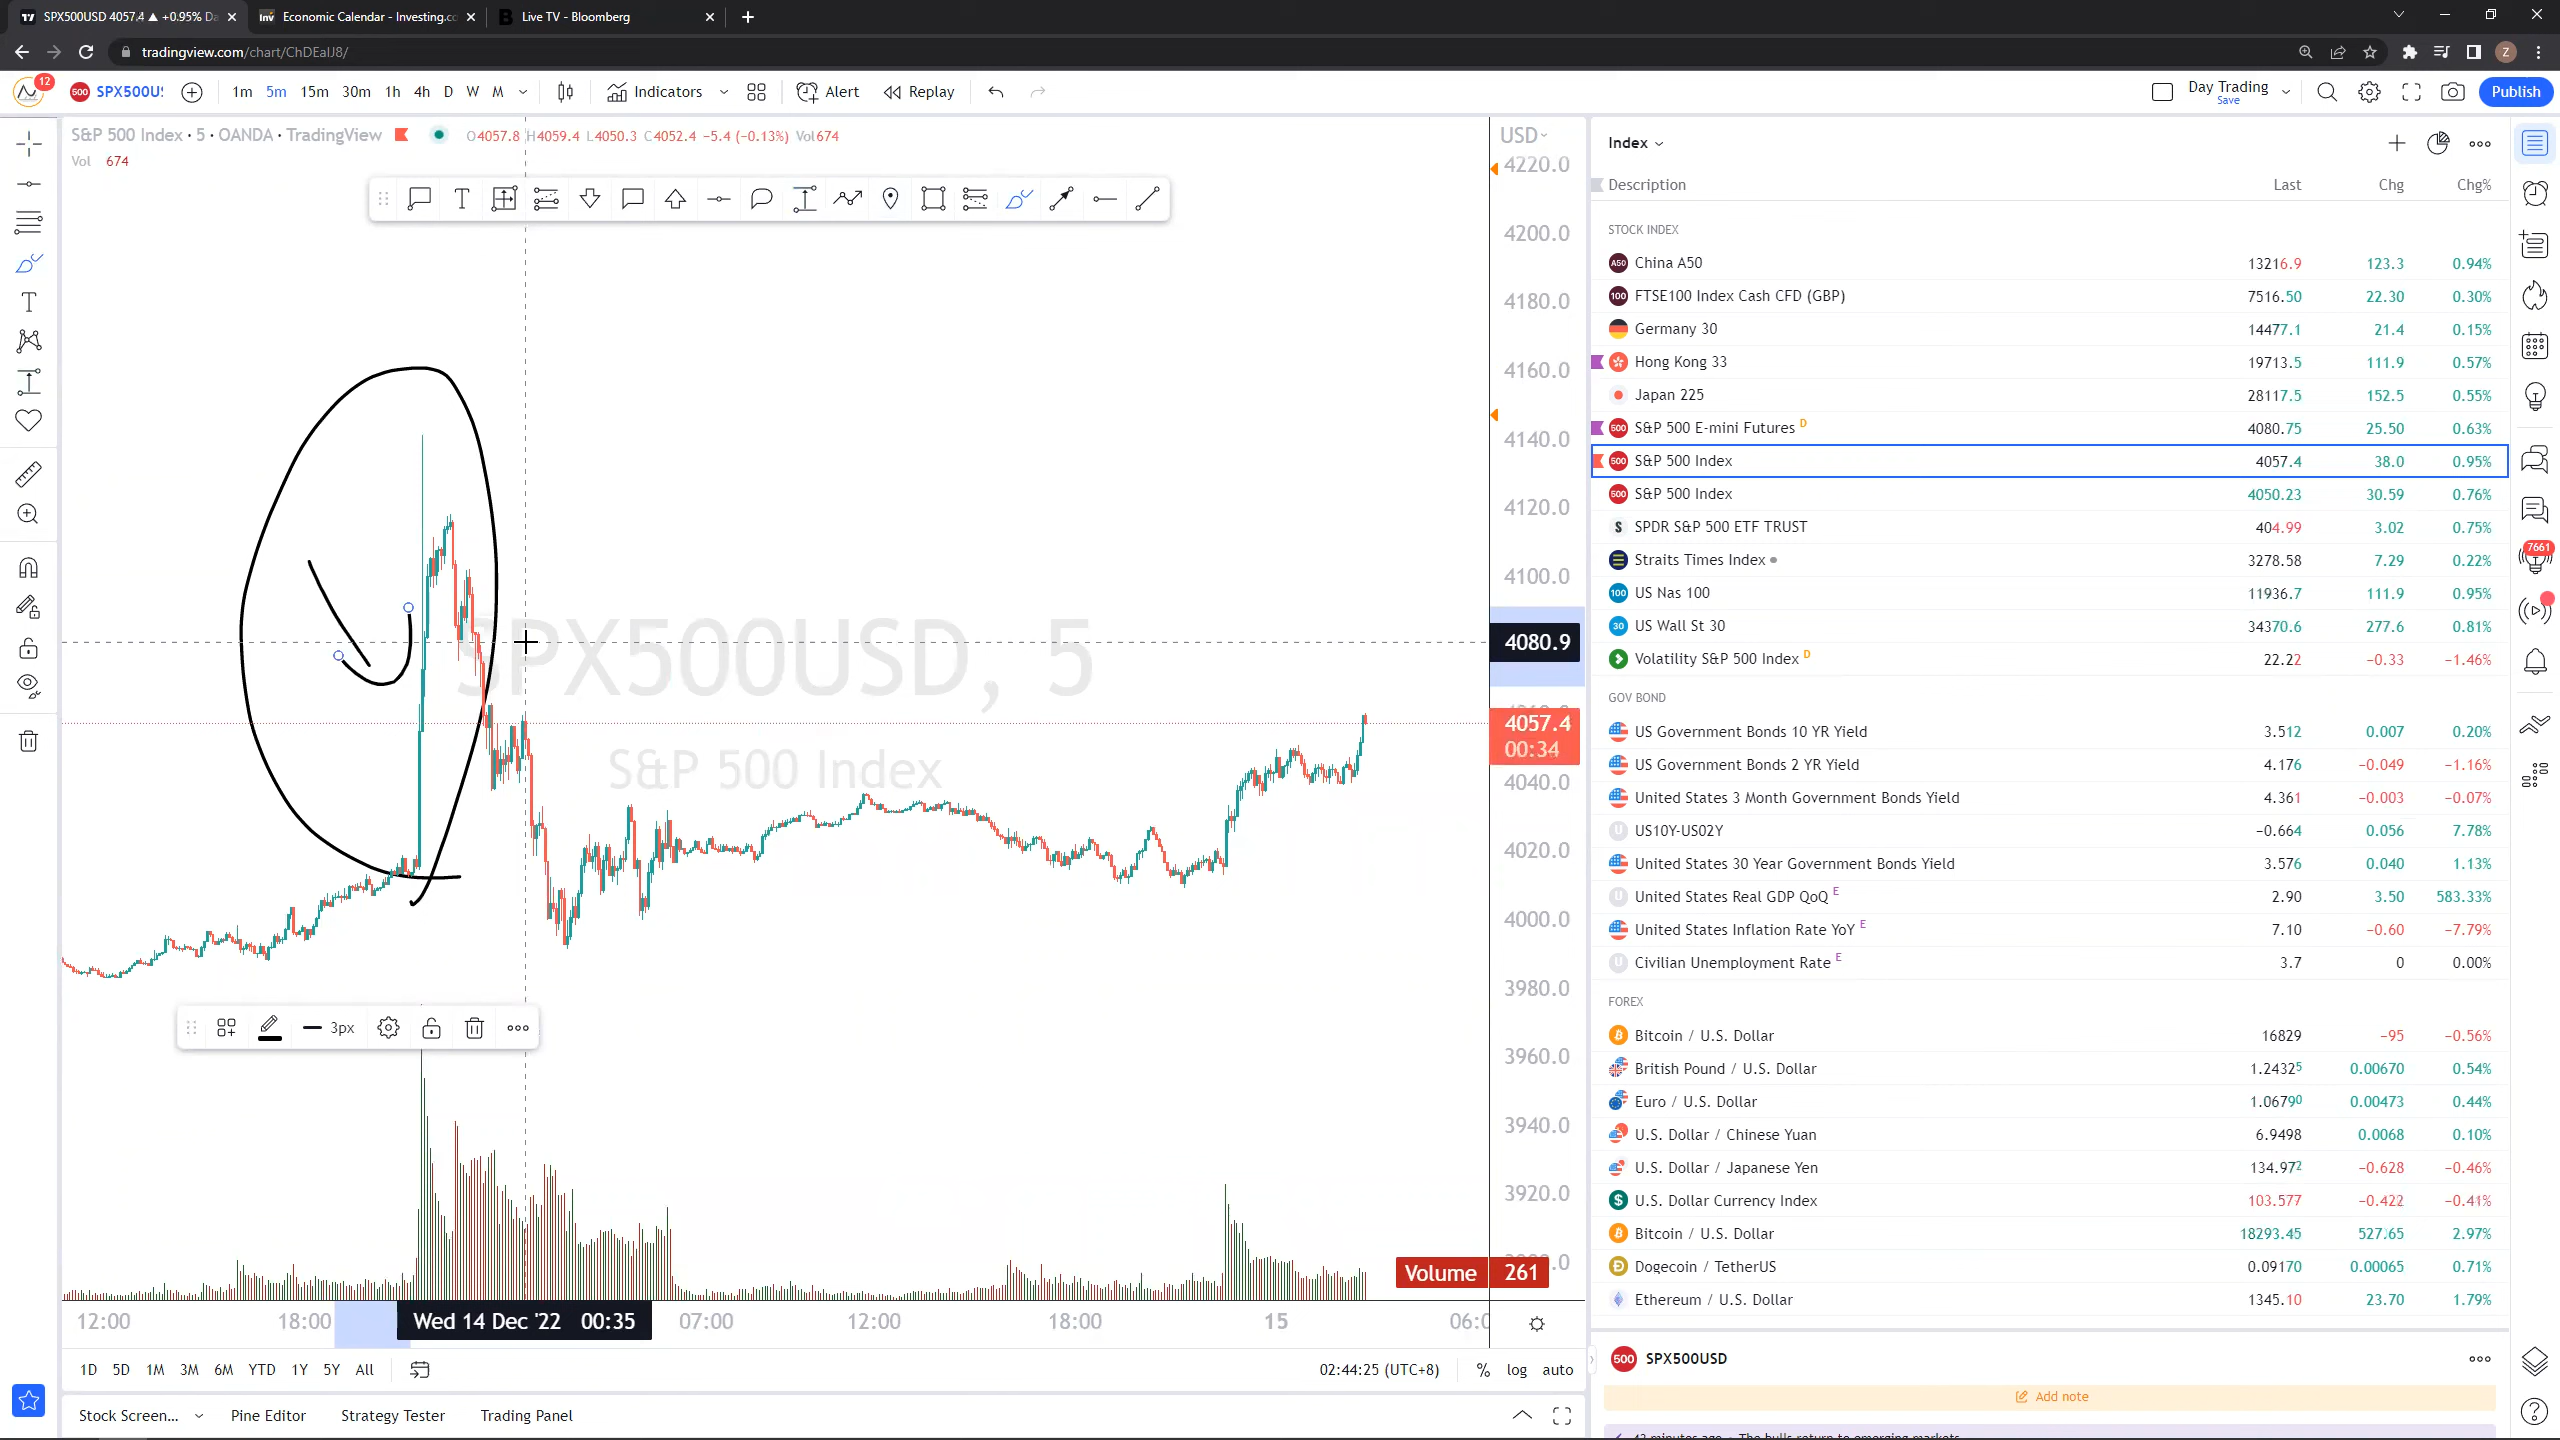 SPX500USD 4057.4 ▲ +0.95% Da
Economic Calendar - Investing.co
Live TV - Bloomberg
tradingview.com/chart/ChDEalJ8/
12
500 SPX500U
1m 5m 15m 30m 1h 4h D W M
Indicators
Alert
Replay
Day Trading
Save
Publish
S&P 500 Index · 5 · OANDA · TradingView
O4057.8 H4059.4 L4050.3 C4052.4 −5.4 (−0.13%) Vol674
Vol 674
USD
4220.0
4200.0
4180.0
4160.0
4140.0
4120.0
4100.0
4080.9
4057.4
00:34
4040.0
4020.0
4000.0
3980.0
3960.0
3940.0
3920.0
SPX500USD, 5
S&P 500 Index
3px
Volume 261
12:00 18:00 Wed 14 Dec '22 00:35 07:00 12:00 18:00 15
1D 5D 1M 3M 6M YTD 1Y 5Y All
02:44:25 (UTC+8) % log auto
Stock Screen... Pine Editor Strategy Tester Trading Panel
Index
Description Last Chg Chg%
STOCK INDEX
China A50 13216.9 123.3 0.94%
FTSE100 Index Cash CFD (GBP) 7516.50 22.30 0.30%
Germany 30 14477.1 21.4 0.15%
Hong Kong 33 19713.5 111.9 0.57%
Japan 225 28117.5 152.5 0.55%
S&P 500 E-mini Futures D 4080.75 25.50 0.63%
S&P 500 Index 4057.4 38.0 0.95%
S&P 500 Index 4050.23 30.59 0.76%
SPDR S&P 500 ETF TRUST 404.99 3.02 0.75%
Straits Times Index 3278.58 7.29 0.22%
US Nas 100 11936.7 111.9 0.95%
US Wall St 30 34370.6 277.6 0.81%
Volatility S&P 500 Index D 22.22 −0.33 −1.46%
GOV BOND
US Government Bonds 10 YR Yield 3.512 0.007 0.20%
US Government Bonds 2 YR Yield 4.176 −0.049 −1.16%
United States 3 Month Government Bonds Yield 4.361 −0.003 −0.07%
US10Y-US02Y −0.664 0.056 7.78%
United States 30 Year Government Bonds Yield 3.576 0.040 1.13%
United States Real GDP QoQ E 2.90 3.50 583.33%
United States Inflation Rate YoY E 7.10 −0.60 −7.79%
Civilian Unemployment Rate E 3.7 0 0.00%
FOREX
Bitcoin / U.S. Dollar 16829 −95 −0.56%
British Pound / U.S. Dollar 1.24325 0.00670 0.54%
Euro / U.S. Dollar 1.06790 0.00473 0.44%
U.S. Dollar / Chinese Yuan 6.9498 0.0068 0.10%
U.S. Dollar / Japanese Yen 134.972 −0.628 −0.46%
U.S. Dollar Currency Index 103.577 −0.422 −0.41%
Bitcoin / U.S. Dollar 18293.45 527.65 2.97%
Dogecoin / TetherUS 0.09170 0.00065 0.71%
Ethereum / U.S. Dollar 1345.10 23.70 1.79%
500 SPX500USD
Add note
7661